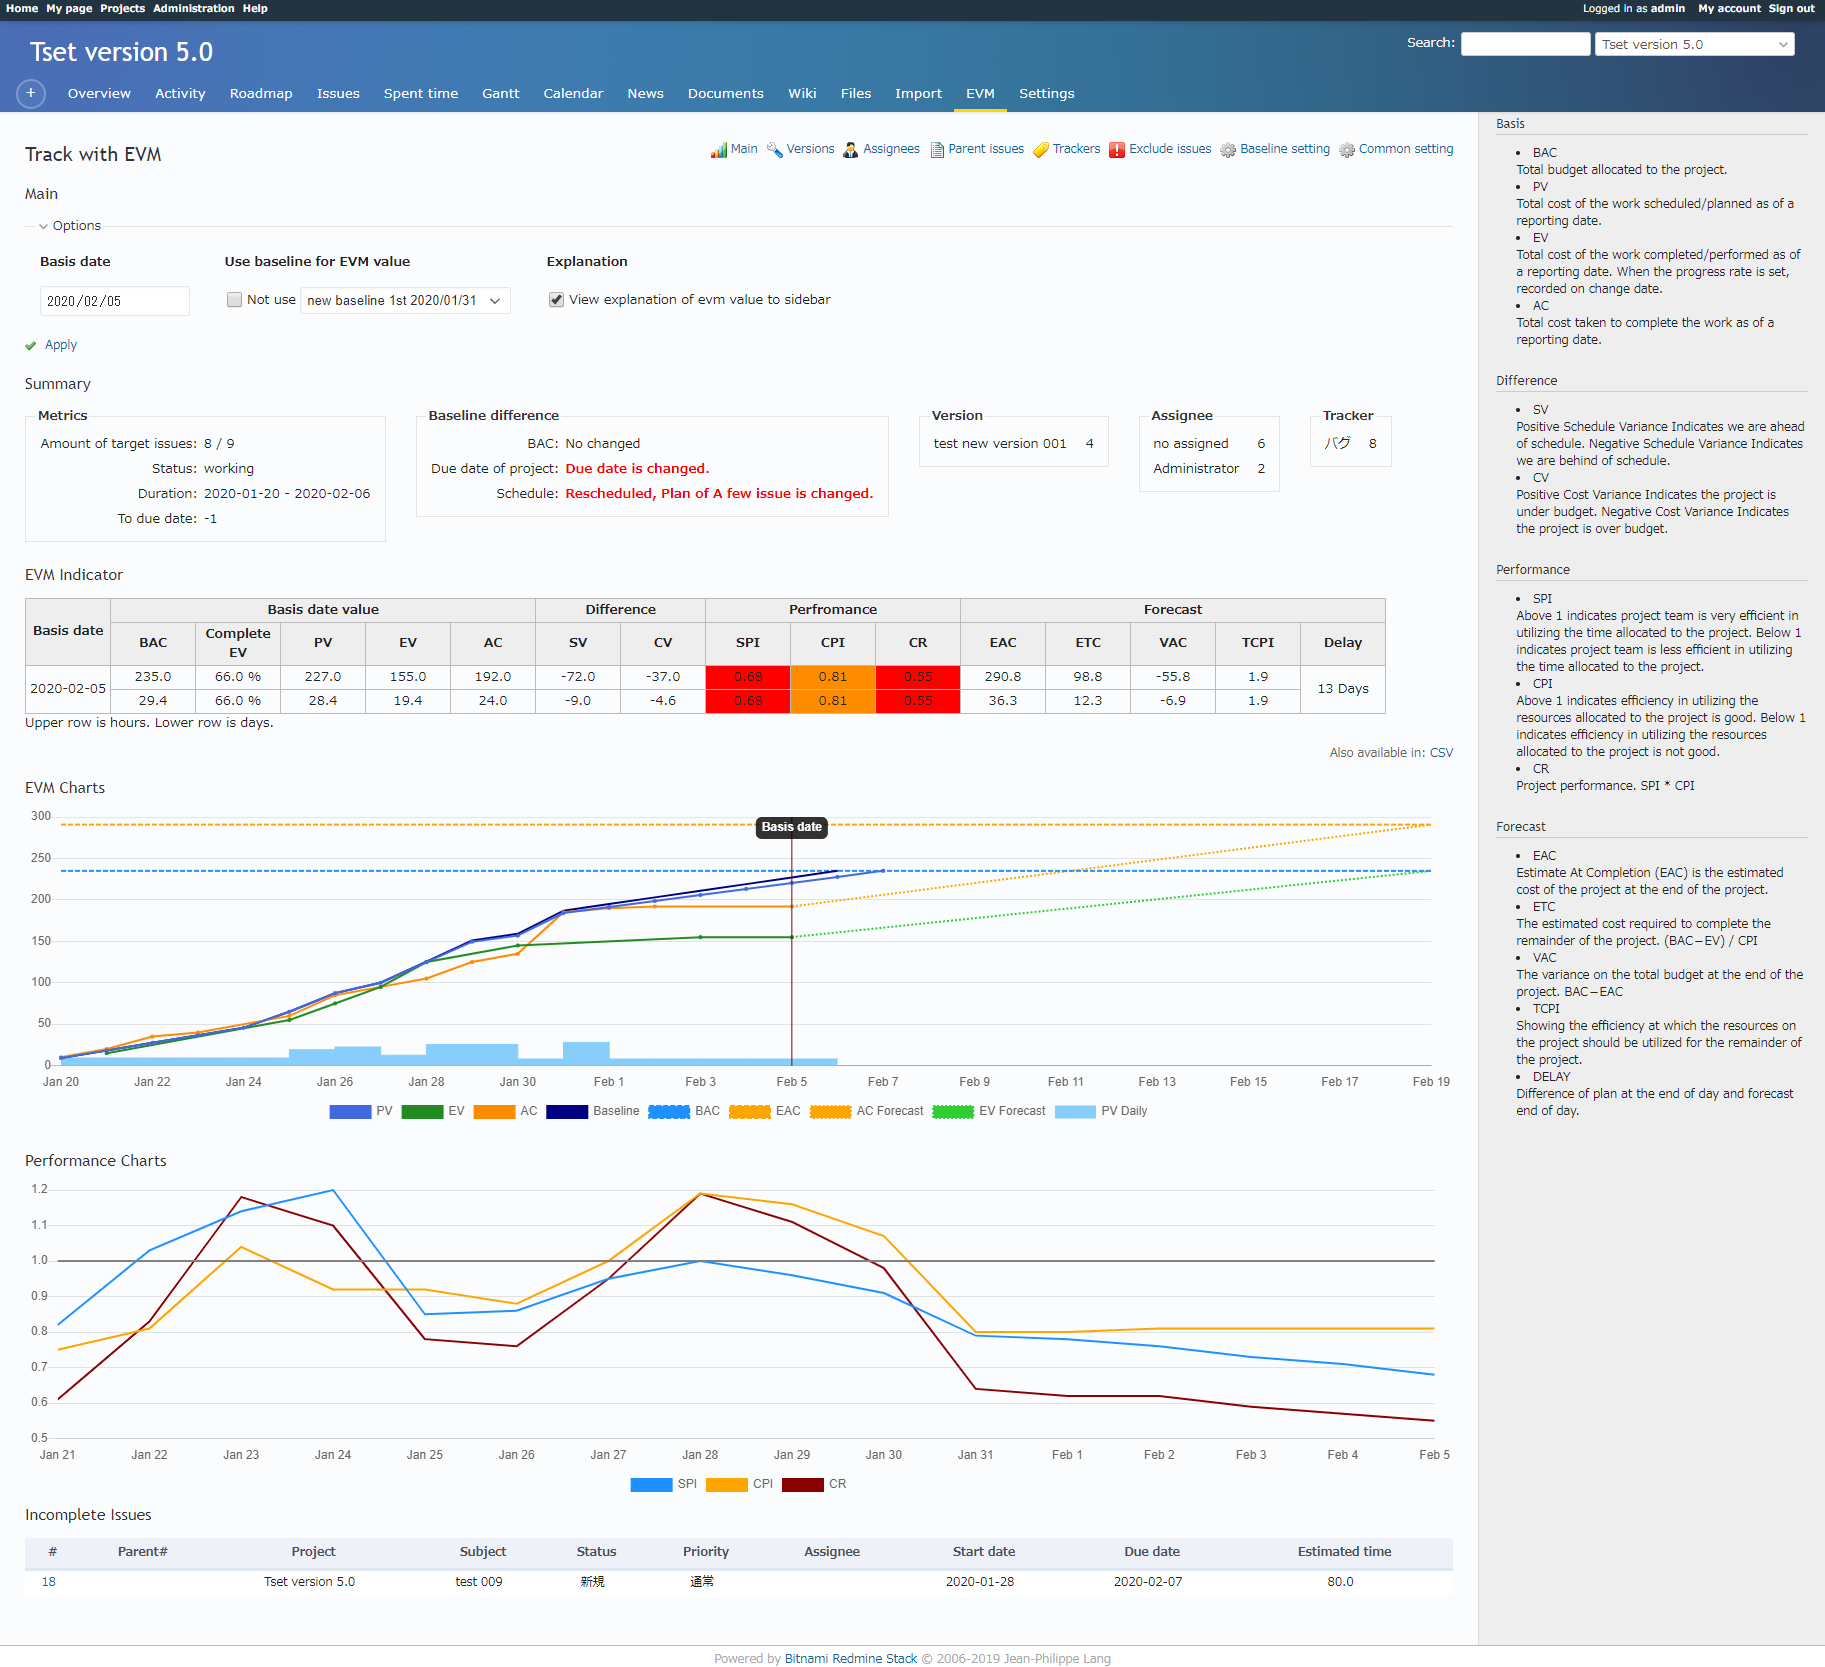 Home My page Projects Administration Help
Logged in as admin My account Sign out
Tset version 5.0
Search: Tset version 5.0
+ Overview Activity Roadmap Issues Spent time Gantt Calendar News Documents Wiki Files Import EVM Settings
Track with EVM
Main Versions Assignees Parent issues Trackers Exclude issues Baseline setting Common setting
Main
Options
Basis date Use baseline for EVM value Explanation
2020/02/05 Not use new baseline 1st 2020/01/31 View explanation of evm value to sidebar
Apply
Summary
Metrics
Amount of target issues: 8 / 9
Status: working
Duration: 2020-01-20 - 2020-02-06
To due date: -1
Baseline difference
BAC: No changed
Due date of project: Due date is changed.
Schedule: Rescheduled, Plan of A few issue is changed.
Version
test new version 001 4
Assignee
no assigned 6
Administrator 2
Tracker
バグ 8
EVM Indicator
Basis date Basis date value Difference Perfromance Forecast
BAC Complete EV PV EV AC SV CV SPI CPI CR EAC ETC VAC TCPI Delay
2020-02-05 235.0 66.0 % 227.0 155.0 192.0 -72.0 -37.0 0.68 0.81 0.55 290.8 98.8 -55.8 1.9 13 Days
29.4 66.0 % 28.4 19.4 24.0 -9.0 -4.6 0.68 0.81 0.55 36.3 12.3 -6.9 1.9
Upper row is hours. Lower row is days.
Also available in: CSV
EVM Charts
300
250
200
150
100
50
0
Basis date
Jan 20 Jan 22 Jan 24 Jan 26 Jan 28 Jan 30 Feb 1 Feb 3 Feb 5 Feb 7 Feb 9 Feb 11 Feb 13 Feb 15 Feb 17 Feb 19
PV EV AC Baseline BAC EAC AC Forecast EV Forecast PV Daily
Performance Charts
1.2
1.1
1.0
0.9
0.8
0.7
0.6
0.5
Jan 21 Jan 22 Jan 23 Jan 24 Jan 25 Jan 26 Jan 27 Jan 28 Jan 29 Jan 30 Jan 31 Feb 1 Feb 2 Feb 3 Feb 4 Feb 5
SPI CPI CR
Incomplete Issues
# Parent# Project Subject Status Priority Assignee Start date Due date Estimated time
18 Tset version 5.0 test 009 新規 通常 2020-01-28 2020-02-07 80.0
Basis
• BAC
Total budget allocated to the project.
• PV
Total cost of the work scheduled/planned as of a
reporting date.
• EV
Total cost of the work completed/performed as of
a reporting date. When the progress rate is set,
recorded on change date.
• AC
Total cost taken to complete the work as of a
reporting date.
Difference
• SV
Positive Schedule Variance Indicates we are ahead
of schedule. Negative Schedule Variance Indicates
we are behind of schedule.
• CV
Positive Cost Variance Indicates the project is
under budget. Negative Cost Variance Indicates
the project is over budget.
Performance
• SPI
Above 1 indicates project team is very efficient in
utilizing the time allocated to the project. Below 1
indicates project team is less efficient in utilizing
the time allocated to the project.
• CPI
Above 1 indicates efficiency in utilizing the
resources allocated to the project is good. Below 1
indicates efficiency in utilizing the resources
allocated to the project is not good.
• CR
Project performance. SPI * CPI
Forecast
• EAC
Estimate At Completion (EAC) is the estimated
cost of the project at the end of the project.
• ETC
The estimated cost required to complete the
remainder of the project. (BAC−EV) / CPI
• VAC
The variance on the total budget at the end of the
project. BAC−EAC
• TCPI
Showing the efficiency at which the resources on
the project should be utilized for the remainder of
the project.
• DELAY
Difference of plan at the end of day and forecast
end of day.
Powered by Bitnami Redmine Stack © 2006-2019 Jean-Philippe Lang